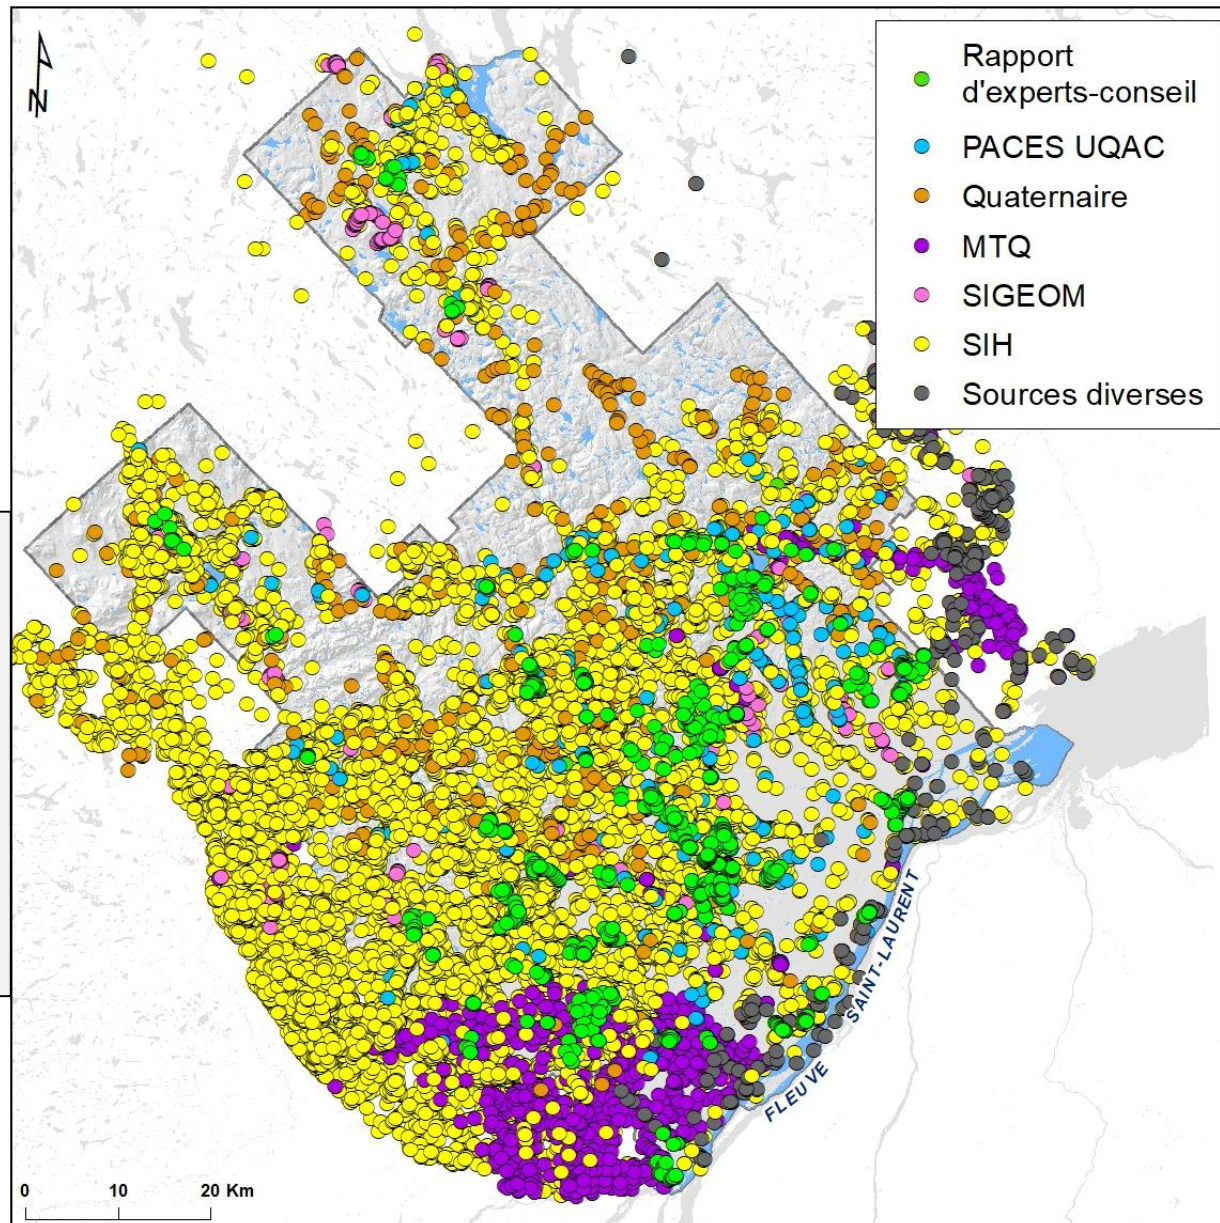 N
Rapport
d'experts-conseil
PACES UQAC
Quaternaire
MTQ
SIGEOM
SIH
Sources diverses
FLEUVE SAINT-LAURENT
0 10 20 Km